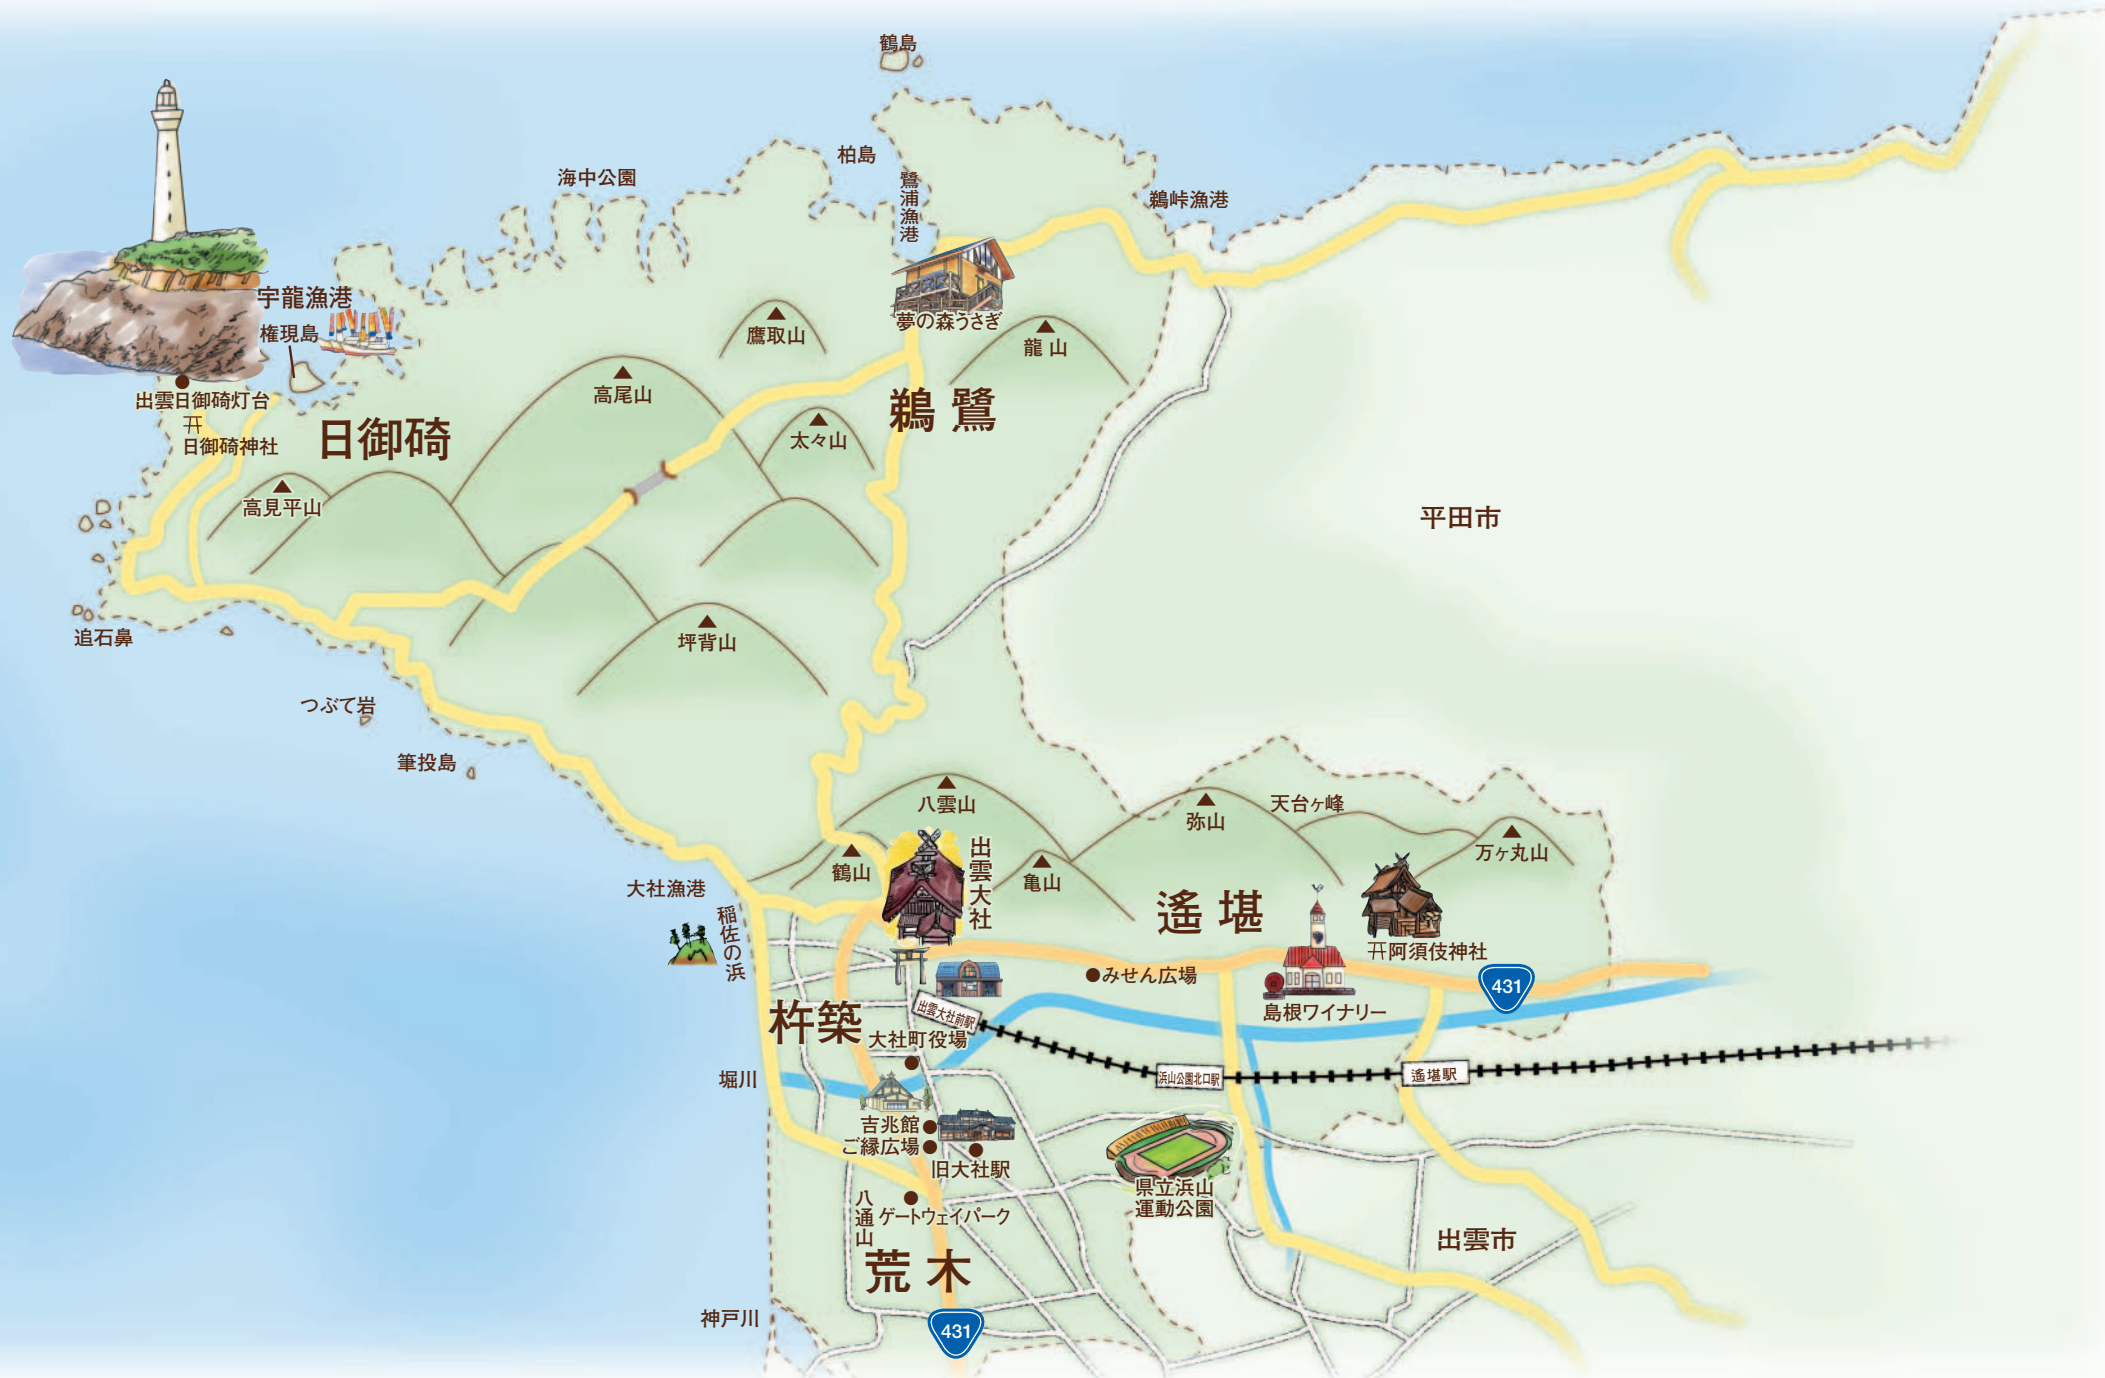 鶴島
柏島
海中公園
鷺浦漁港
鵜峠漁港
宇龍漁港
権現島
夢の森うさぎ
鷹取山
龍山
高尾山
出雲日御碕灯台
日御碕神社
日御碕
鵜鷺
太々山
高見平山
平田市
追石鼻
坪背山
つぶて岩
筆投島
八雲山
弥山
天台ヶ峰
万ヶ丸山
鶴山
出雲大社
亀山
大社漁港
稲佐の浜
遙堪
阿須伎神社
みせん広場
431
島根ワイナリー
杵築
出雲大社前駅
大社町役場
堀川
浜山公園北口駅
遙堪駅
吉兆館
ご縁広場
旧大社駅
県立浜山
運動公園
八通山
ゲートウェイパーク
出雲市
荒木
神戸川
431